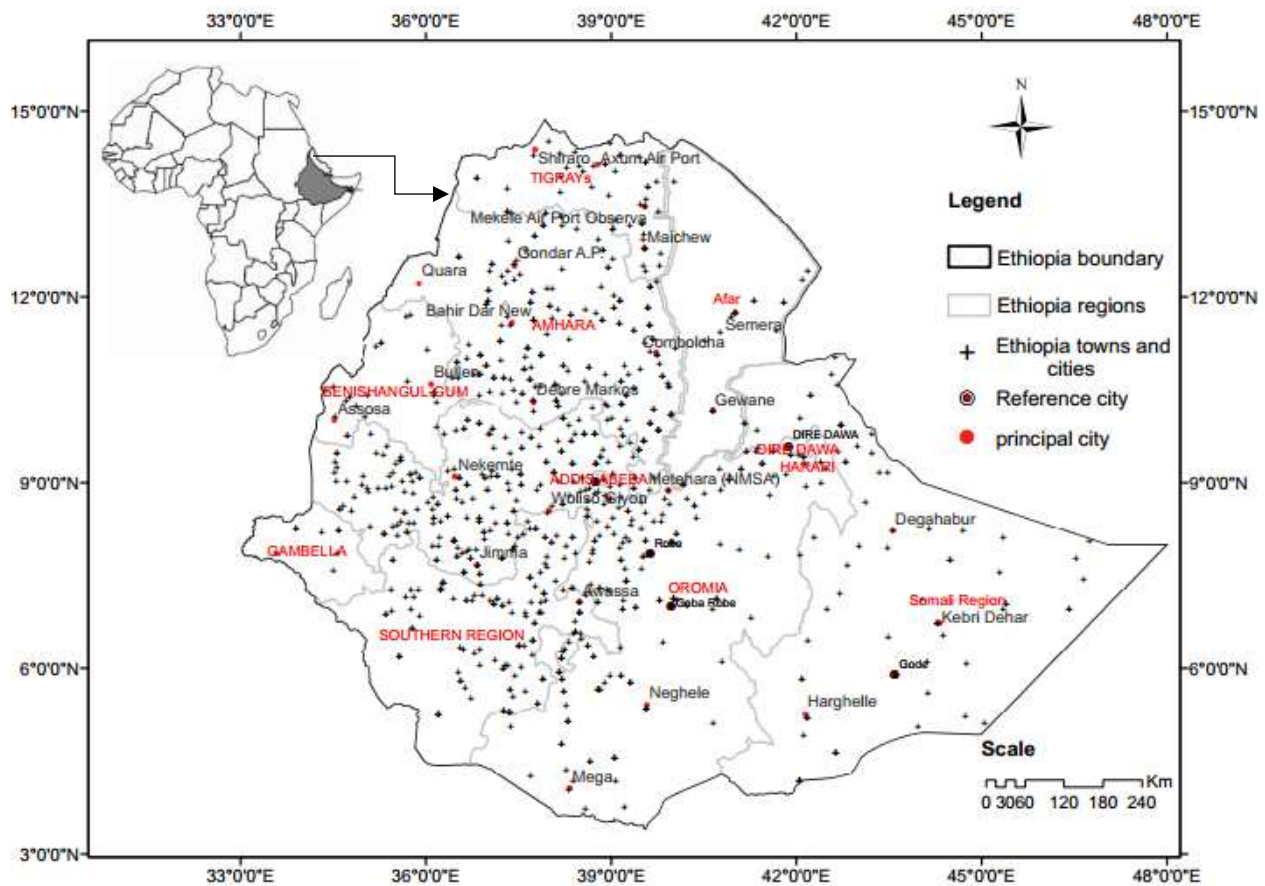 33°0'0"E 36°0'0"E 39°0'0"E 42°0'0"E 45°0'0"E 48°0'0"E
15°0'0"N 15°0'0"N
N
Shiraro Axum Air Port
TIGRAYs
Legend
Mekele Air Port Observa
Maichew
Gondar A.P.
Ethiopia boundary
Quara
12°0'0"N 12°0'0"N
Afar
Ethiopia regions
Bahir Dar New
AMHARA
Semera
Combolcha
Ethiopia towns and
cities
Bullen
Debre Markos
BENISHANGUL GUM
Gewane
Reference city
Assosa
DIRE DAWA
principal city
DIRE DAWA
HARARI
Nekemte
ADDIS ABEBA
Metehara (NMSA)
9°0'0"N 9°0'0"N
Woliso Giyon
Degahabur
GAMBELLA
Jimma
Robe
Awassa
OROMIA
Goba Robe
Somali Region
Kebri Dehar
SOUTHERN REGION
6°0'0"N 6°0'0"N
Gode
Neghele
Harghelle
Scale
Mega
Km
0 3060 120 180 240
3°0'0"N 3°0'0"N
33°0'0"E 36°0'0"E 39°0'0"E 42°0'0"E 45°0'0"E 48°0'0"E